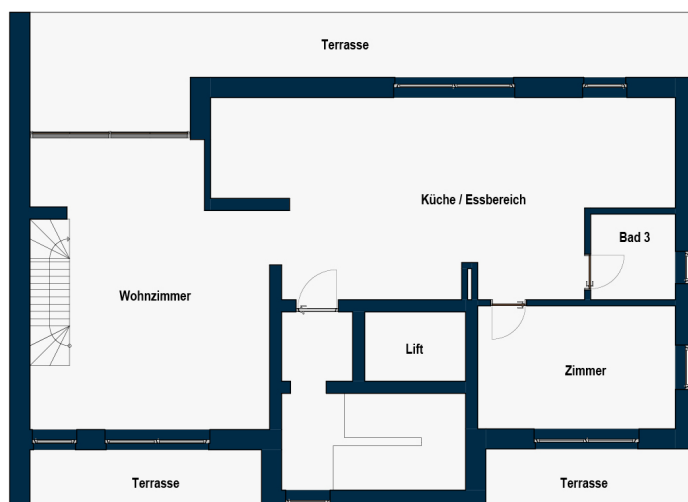 Terrasse
Küche / Essbereich
Bad 3
Wohnzimmer
Lift
Zimmer
Terrasse
Terrasse